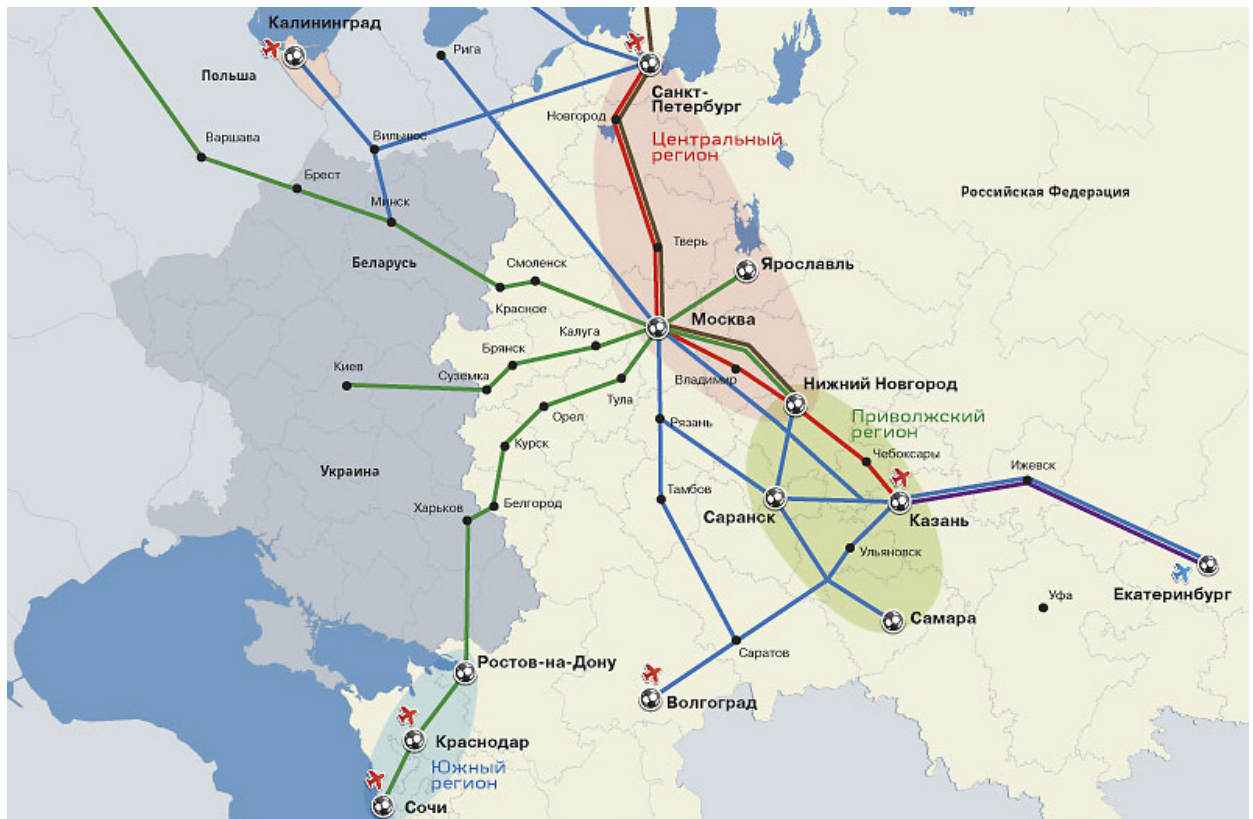 Калининград
Рига
Польша
Санкт-
Петербург
Новгород
Центральный
регион
Варшава
Вильнюс
Брест
Минск
Российская Федерация
Тверь
Беларусь
Смоленск
Ярославль
Красное
Москва
Калуга
Брянск
Киев
Суземка
Владимир
Нижний Новгород
Тула
Орел
Рязань
Приволжский
регион
Курск
Чебоксары
Украина
Ижевск
Тамбов
Харьков
Белгород
Саранск
Казань
Ульяновск
Екатеринбург
Уфа
Самара
Саратов
Ростов-на-Дону
Волгоград
Краснодар
Южный
регион
Сочи